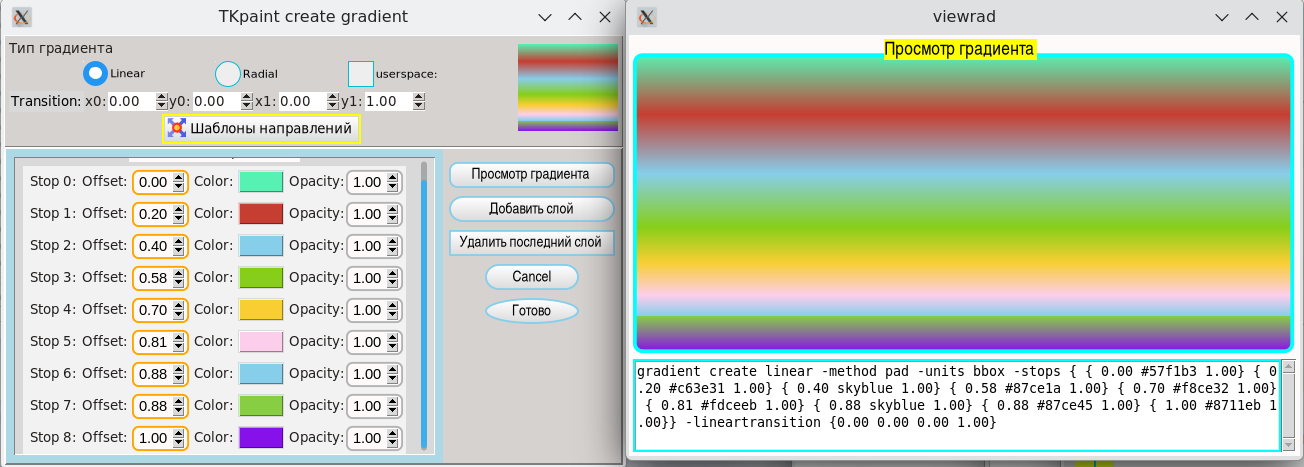 TKpaint create gradient
Тип градиента
Linear Radial userspace:
Transition: x0: 0.00 y0: 0.00 x1: 0.00 y1: 1.00
Шаблоны направлений
Stop 0: Offset: 0.00 Color: Opacity: 1.00
Stop 1: Offset: 0.20 Color: Opacity: 1.00
Stop 2: Offset: 0.40 Color: Opacity: 1.00
Stop 3: Offset: 0.58 Color: Opacity: 1.00
Stop 4: Offset: 0.70 Color: Opacity: 1.00
Stop 5: Offset: 0.81 Color: Opacity: 1.00
Stop 6: Offset: 0.88 Color: Opacity: 1.00
Stop 7: Offset: 0.88 Color: Opacity: 1.00
Stop 8: Offset: 1.00 Color: Opacity: 1.00
Просмотр градиента
Добавить слой
Удалить последний слой
Cancel
Готово
viewrad
Просмотр градиента
gradient create linear -method pad -units bbox -stops { { 0.00 #57f1b3 1.00} { 0
.20 #c63e31 1.00} { 0.40 skyblue 1.00} { 0.58 #87ce1a 1.00} { 0.70 #f8ce32 1.00}
{ 0.81 #fdceeb 1.00} { 0.88 skyblue 1.00} { 0.88 #87ce45 1.00} { 1.00 #8711eb 1
.00}} -lineartransition {0.00 0.00 0.00 1.00}